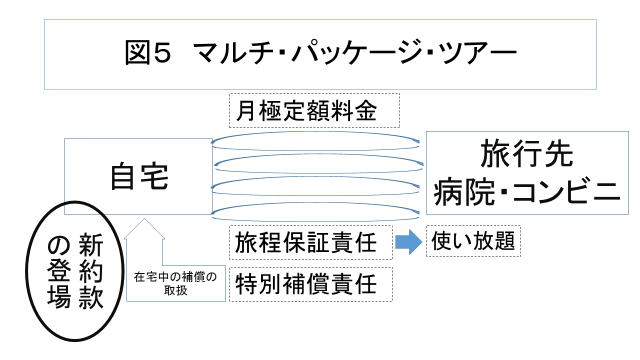 図５　マルチ・パッケージ・ツアー
月極定額料金
自宅
旅行先
病院・コンビニ
新約款
の登場
旅程保証責任
使い放題
在宅中の補償の
取扱
特別補償責任